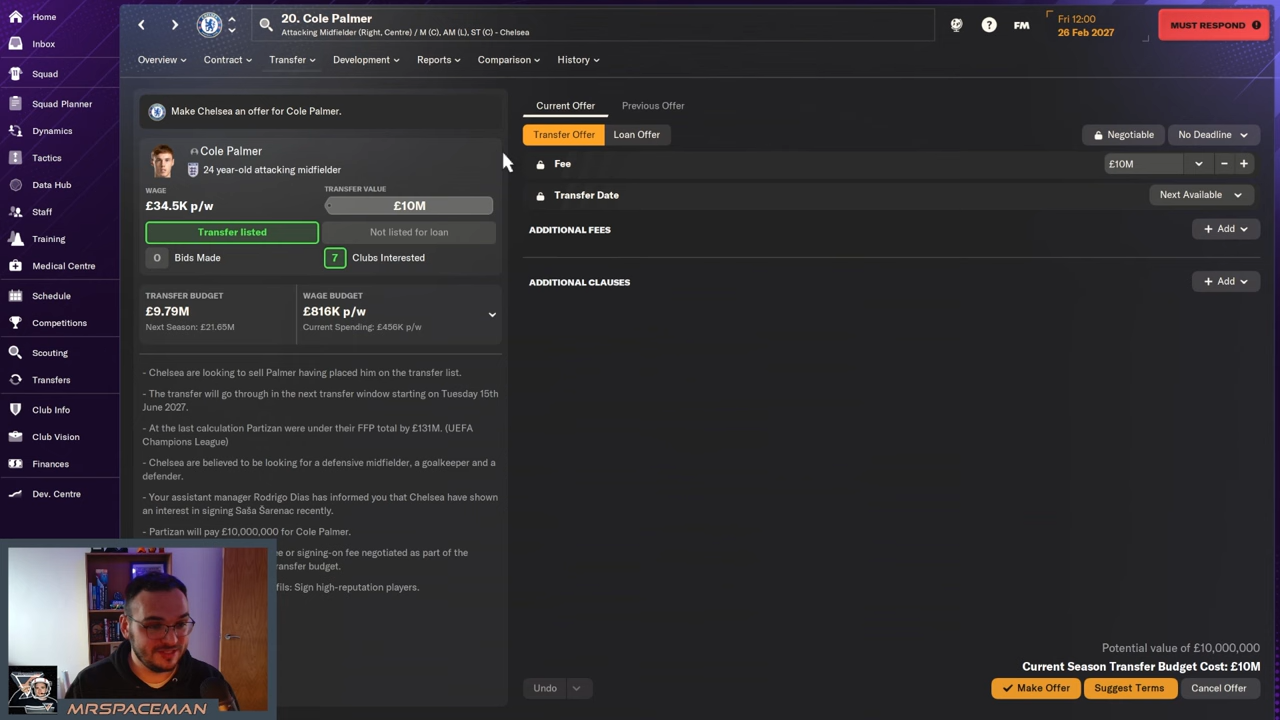 Home
Inbox
Squad
Squad Planner
Dynamics
Tactics
Data Hub
Staff
Training
Medical Centre
Schedule
Competitions
Scouting
Transfers
Club Info
Club Vision
Finances
Dev. Centre
20. Cole Palmer
Attacking Midfielder (Right, Centre) / M (C), AM (L), ST (C) - Chelsea
FM
Fri 12:00
26 Feb 2027
MUST RESPOND
Overview
Contract
Transfer
Development
Reports
Comparison
History
Make Chelsea an offer for Cole Palmer.
Cole Palmer
24 year-old attacking midfielder
WAGE
£34.5K p/w
TRANSFER VALUE
£10M
Transfer listed
Not listed for loan
0 Bids Made
7 Clubs Interested
TRANSFER BUDGET
£9.79M
Next Season: £21.65M
WAGE BUDGET
£816K p/w
Current Spending: £456K p/w
- Chelsea are looking to sell Palmer having placed him on the transfer list.
- The transfer will go through in the next transfer window starting on Tuesday 15th
June 2027.
- At the last calculation Partizan were under their FFP total by £131M. (UEFA
Champions League)
- Chelsea are believed to be looking for a defensive midfielder, a goalkeeper and a
defender.
- Your assistant manager Rodrigo Dias has informed you that Chelsea have shown
an interest in signing Saša Šarenac recently.
- Partizan will pay £10,000,000 for Cole Palmer.
ee or signing-on fee negotiated as part of the
ransfer budget.
fils: Sign high-reputation players.
Current Offer
Previous Offer
Transfer Offer
Loan Offer
Negotiable
No Deadline
Fee
£10M
Transfer Date
Next Available
ADDITIONAL FEES
+ Add
ADDITIONAL CLAUSES
+ Add
Potential value of £10,000,000
Current Season Transfer Budget Cost: £10M
Undo
Make Offer
Suggest Terms
Cancel Offer
MRSPACEMAN